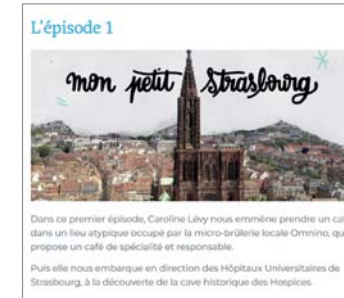 L'épisode 1
mon petit Strasbourg
Dans ce premier épisode, Caroline Lévy nous emmène prendre un
dans un lieu atypique occupé par la micro-brûlerie locale Omnino,
propose un café de spécialité et responsable.
Puis elle nous embarque en direction des Hôpitaux Universitaires de
Strasbourg, à la découverte de la cave historique des Hospices.